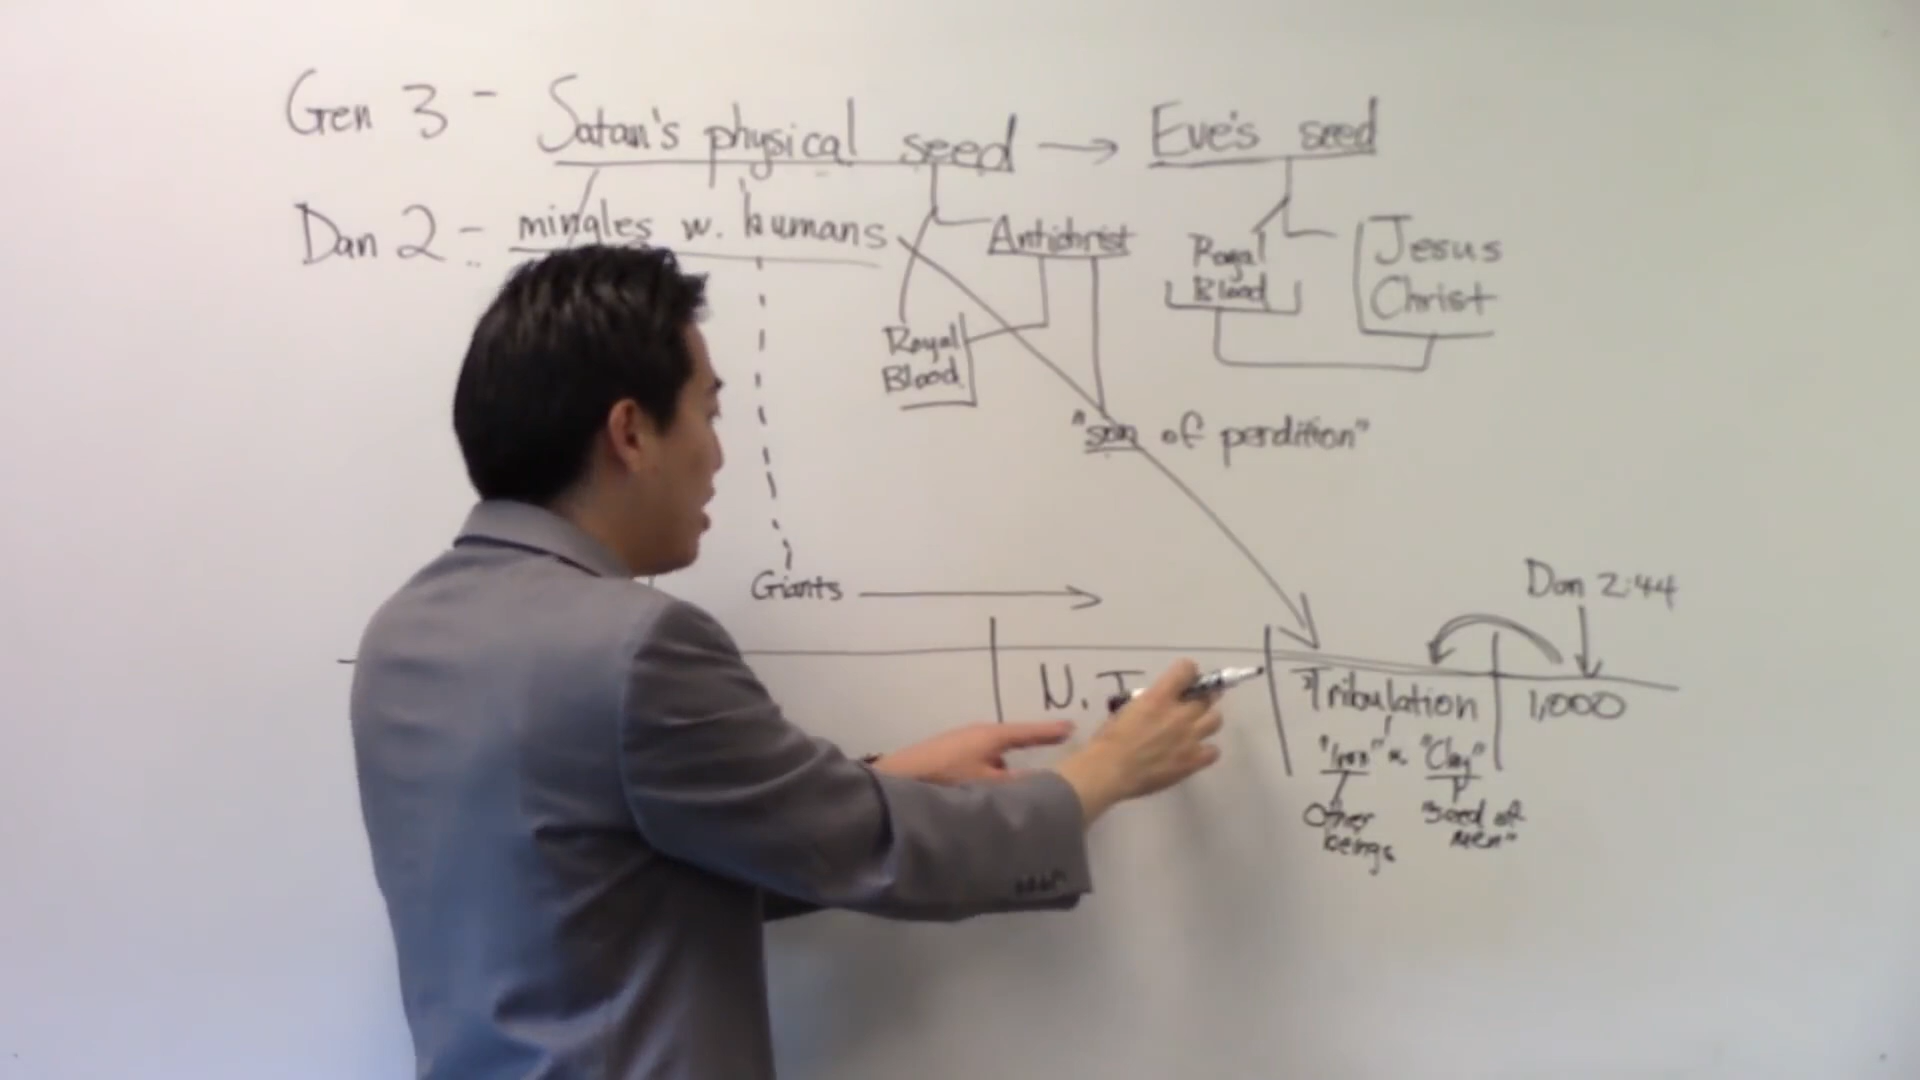 Gen 3 - Satan's physical seed → Eve's seed
Dan 2 - mingles w. humans
Antichrist
Royal
Blood
Jesus
Christ
Royal
Blood
"son of perdition"
Giants
Dan 2:44
N. T
Tribulation
1,000
"Iron" w. "Clay"
Other
beings
"seed of
men"